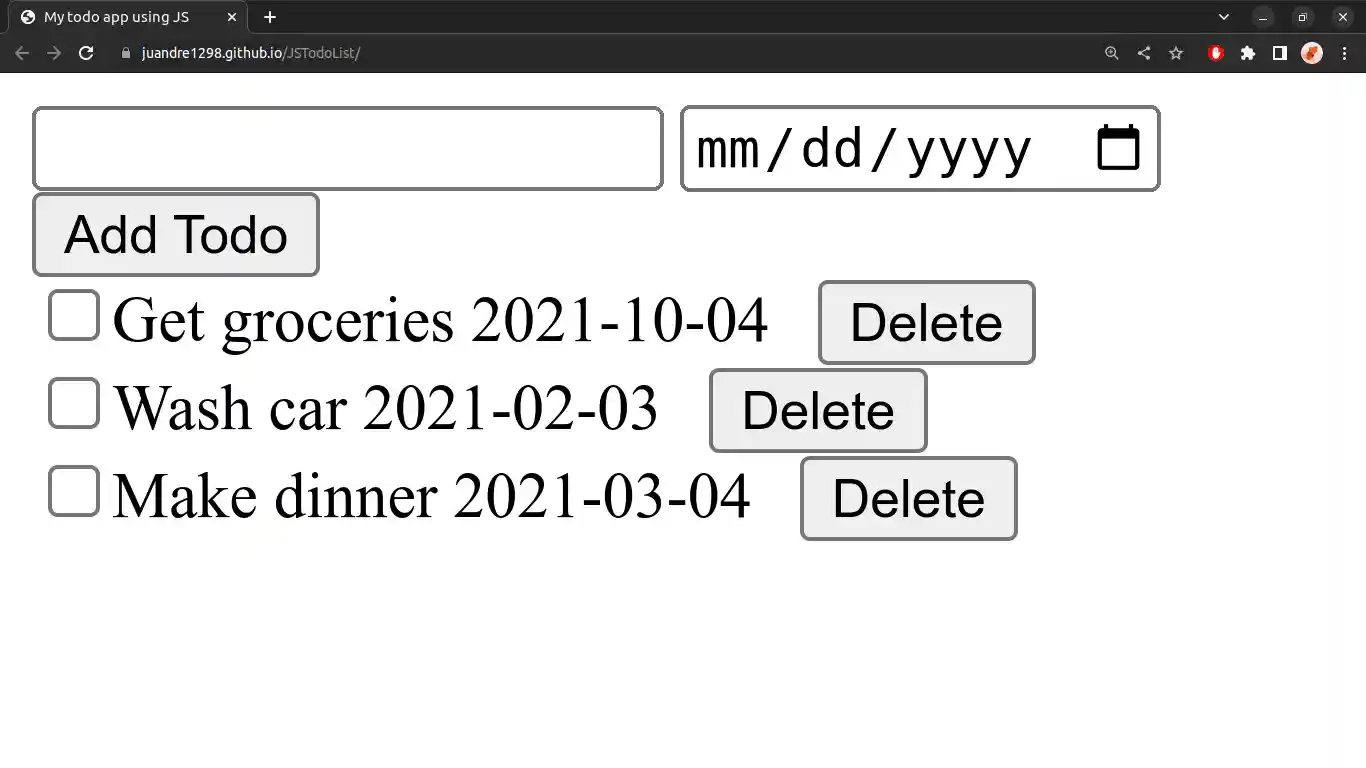 My todo app using JS
juandre1298.github.io/JSTodoList/
mm/dd/yyyy
Add Todo
Get groceries 2021-10-04 Delete
Wash car 2021-02-03 Delete
Make dinner 2021-03-04 Delete